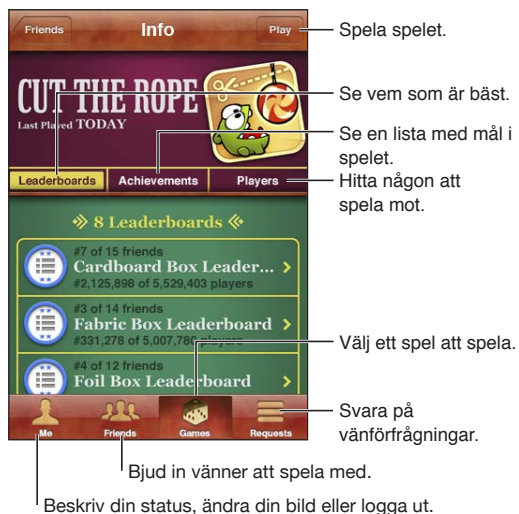 Friends
Info
Play
Spela spelet.
CUT THE ROPE
Last Played TODAY
Se vem som är bäst.
Se en lista med mål i
spelet.
Leaderboards
Achievements
Players
Hitta någon att
spela mot.
8 Leaderboards
#7 of 15 friends
Cardboard Box Leader...
#2,125,898 of 5,529,403 players
#3 of 14 friends
Fabric Box Leaderboard
#331,278 of 5,007,780 players
Välj ett spel att spela.
#4 of 12 friends
Foil Box Leaderboard
Me
Friends
Games
Requests
Svara på
vänförfrågningar.
Bjud in vänner att spela med.
Beskriv din status, ändra din bild eller logga ut.